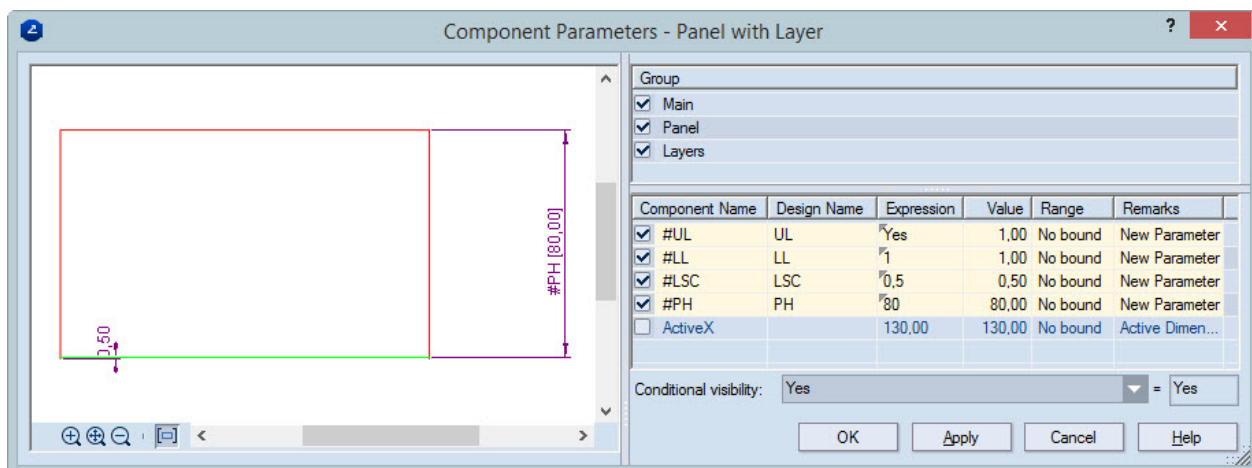 Component Parameters - Panel with Layer
?
#PH [80,00]
0,50
Group
Main
Panel
Layers
Component Name Design Name Expression Value Range Remarks
#UL UL Yes 1,00 No bound New Parameter
#LL LL 1 1,00 No bound New Parameter
#LSC LSC 0,5 0,50 No bound New Parameter
#PH PH 80 80,00 No bound New Parameter
ActiveX 130,00 130,00 No bound Active Dimen...
Conditional visibility: Yes = Yes
OK Apply Cancel Help